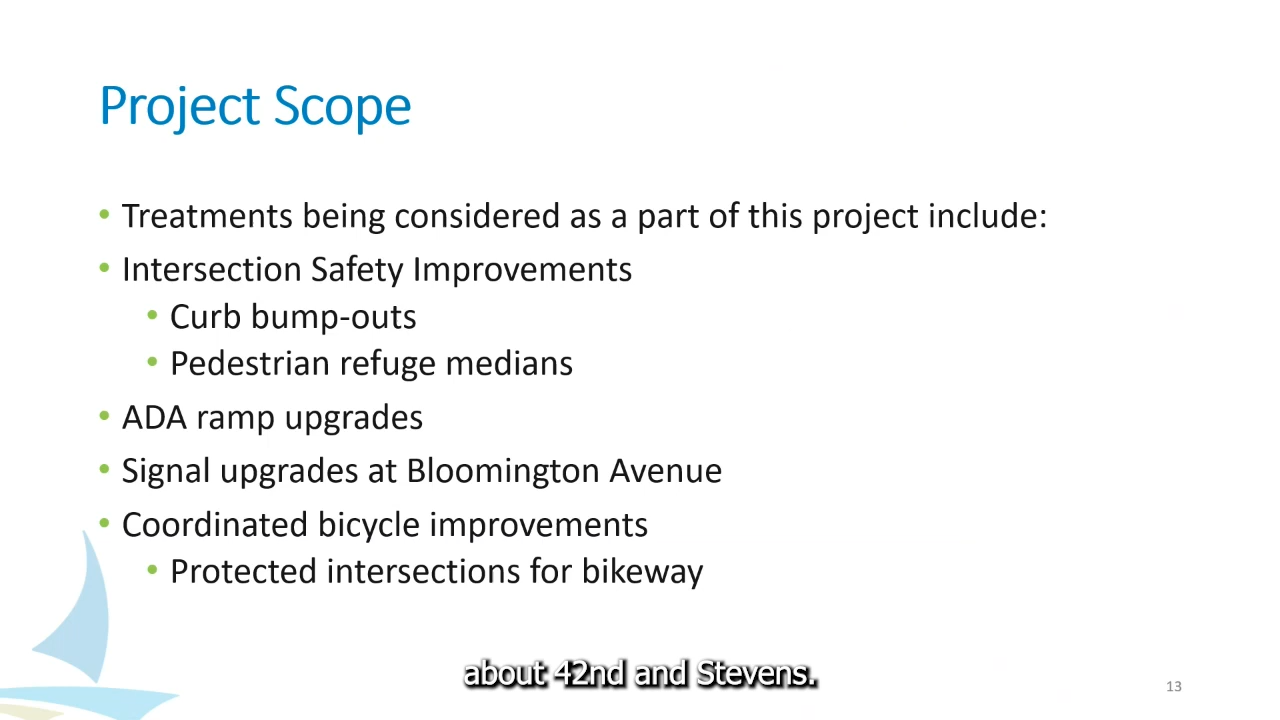 Project Scope
• Treatments being considered as a part of this project include:
• Intersection Safety Improvements
• Curb bump-outs
• Pedestrian refuge medians
• ADA ramp upgrades
• Signal upgrades at Bloomington Avenue
• Coordinated bicycle improvements
• Protected intersections for bikeway
about 42nd and Stevens.
13